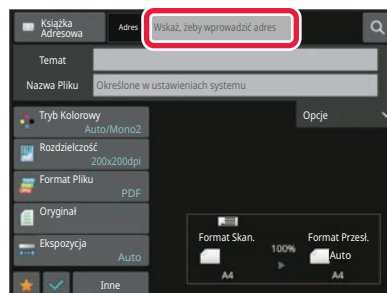 Książka
Adresowa
Adres
Wskaż, żeby wprowadzić adres
Temat
Nazwa Pliku
Określone w ustawieniach systemu
Tryb Kolorowy
Auto/Mono2
Opcje
Rozdzielczość
200x200dpi
Format Pliku
PDF
Oryginał
Ekspozycja
Auto
Format Skan.
100%
Format Przesł.
Auto
A4
A4
Inne